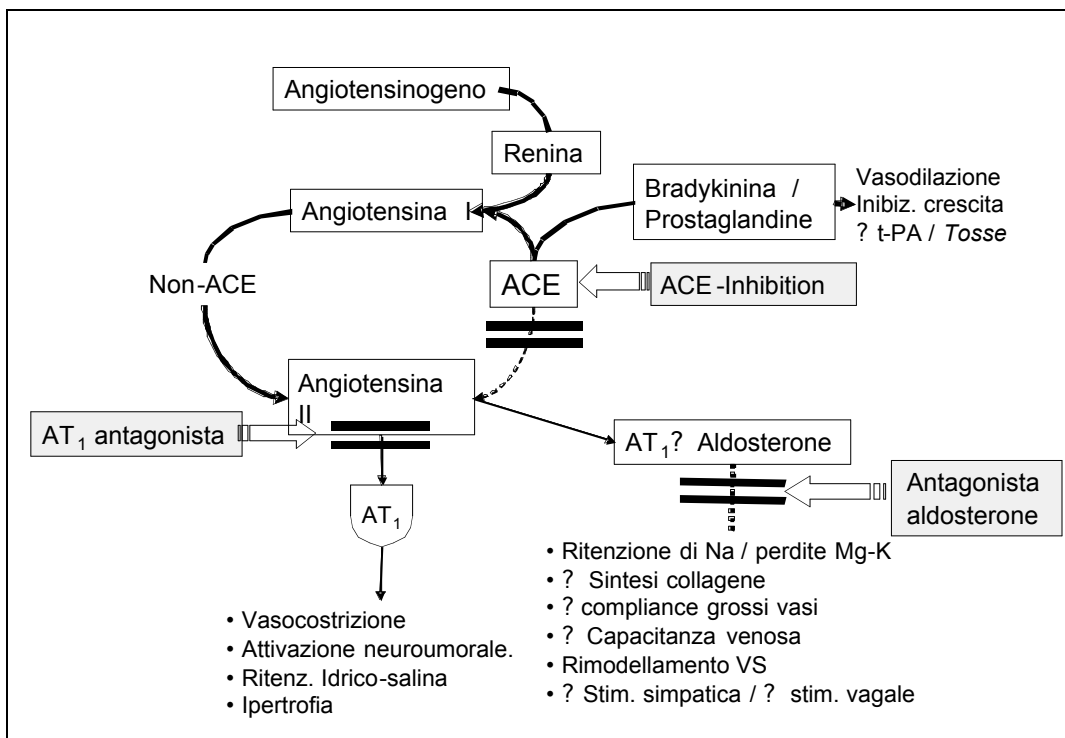 Angiotensinogeno
Renina
Angiotensina I
Bradykinina /
Prostaglandine
Vasodilazione
Inibiz. crescita
? t-PA / Tosse
Non-ACE
ACE
ACE-Inhibition
Angiotensina
II
AT1 antagonista
AT1? Aldosterone
Antagonista
aldosterone
AT1
• Vasocostrizione
• Attivazione neuroumorale.
• Ritenz. Idrico-salina
• Ipertrofia
• Ritenzione di Na / perdite Mg-K
• ? Sintesi collagene
• ? compliance grossi vasi
• ? Capacitanza venosa
• Rimodellamento VS
• ? Stim. simpatica / ? stim. vagale